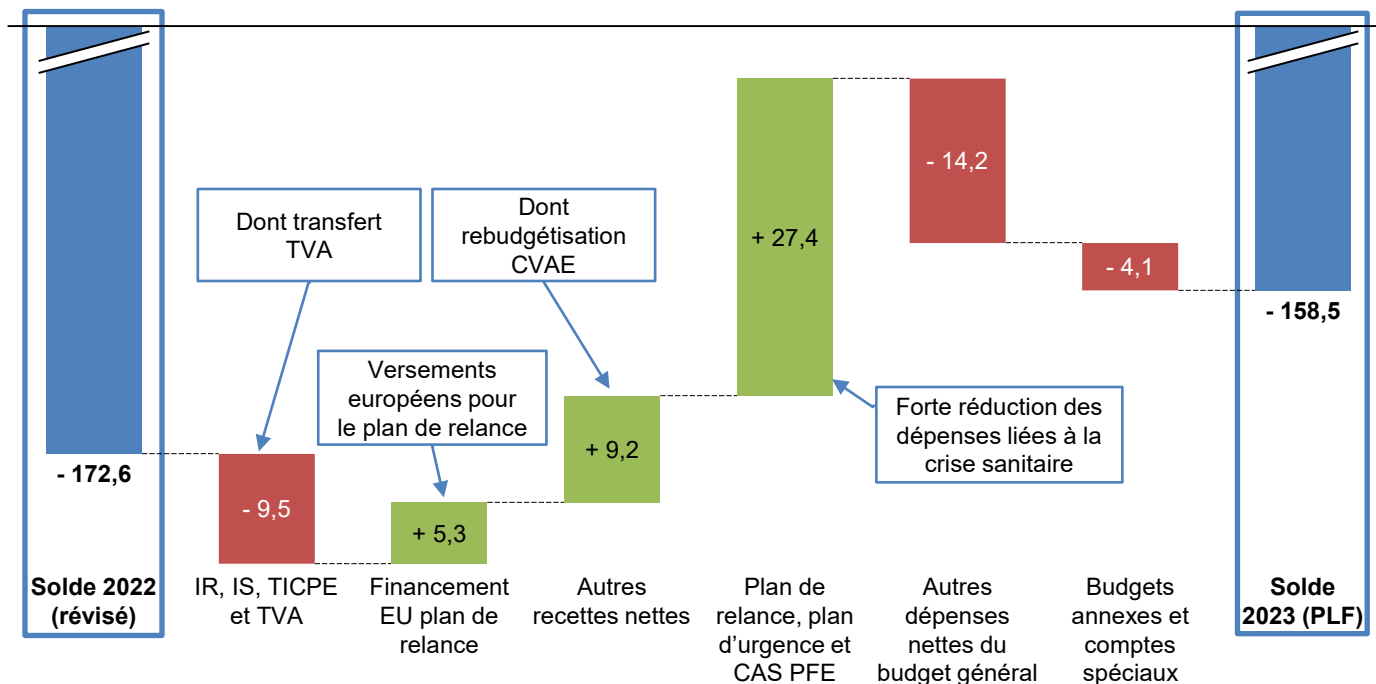 Dont transfert
TVA
Dont
rebudgétisation
CVAE
Versements
européens pour
le plan de relance
Forte réduction des
dépenses liées à la
crise sanitaire
- 172,6
- 9,5
+ 5,3
+ 9,2
+ 27,4
- 14,2
- 4,1
- 158,5
Solde 2022
(révisé)
IR, IS, TICPE
et TVA
Financement
EU plan de
relance
Autres
recettes nettes
Plan de
relance, plan
d’urgence et
CAS PFE
Autres
dépenses
nettes du
budget général
Budgets
annexes et
comptes
spéciaux
Solde
2023 (PLF)